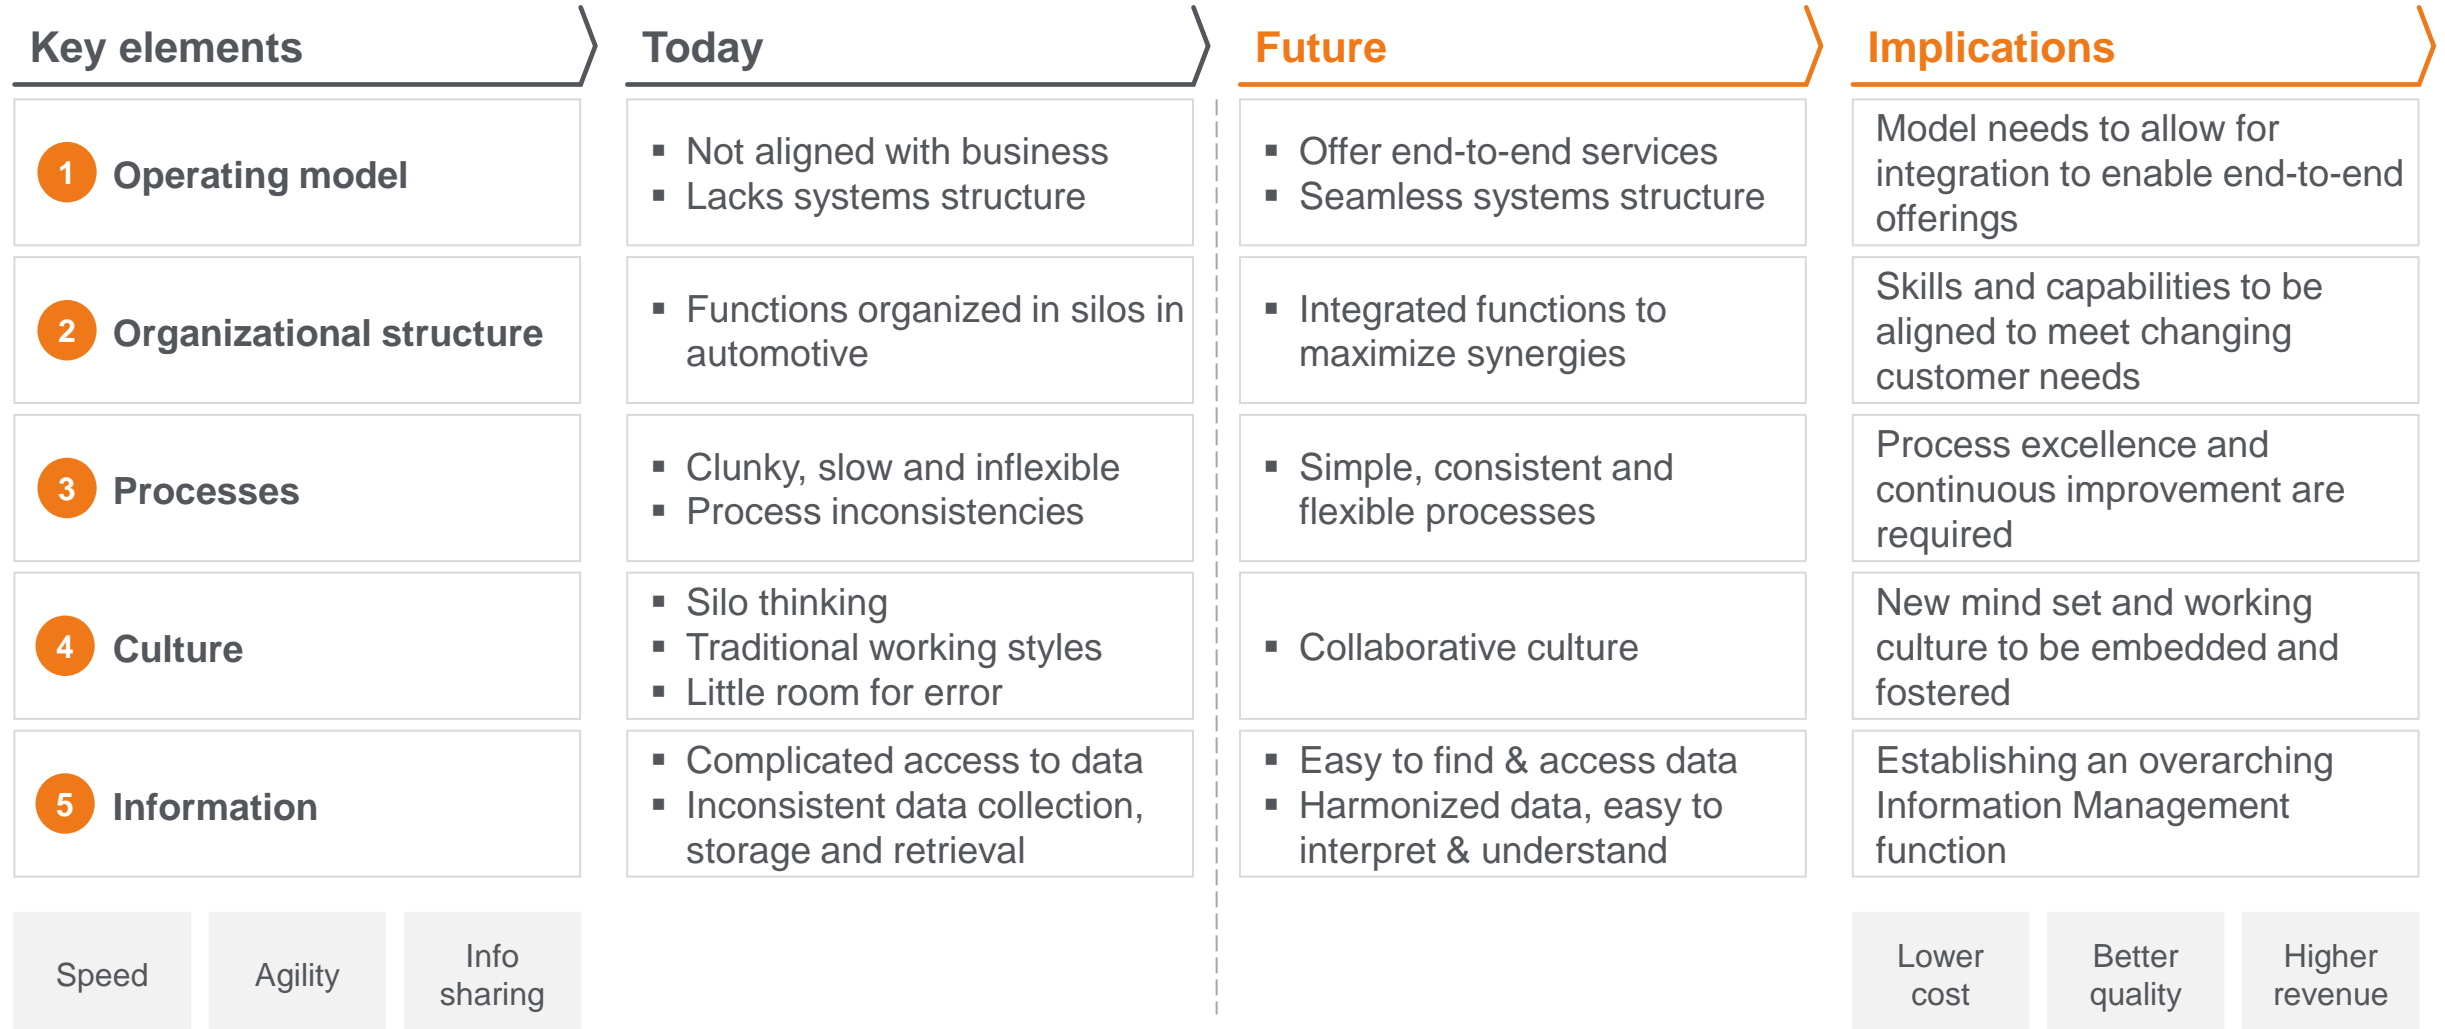 Key elements
Today
Future
Implications
1
Operating model
▪ Not aligned with business
▪ Lacks systems structure
▪ Offer end-to-end services
▪ Seamless systems structure
Model needs to allow for
integration to enable end-to-end
offerings
2
Organizational structure
▪ Functions organized in silos in
automotive
▪ Integrated functions to
maximize synergies
Skills and capabilities to be
aligned to meet changing
customer needs
3
Processes
▪ Clunky, slow and inflexible
▪ Process inconsistencies
▪ Simple, consistent and
flexible processes
Process excellence and
continuous improvement are
required
4
Culture
▪ Silo thinking
▪ Traditional working styles
▪ Little room for error
▪ Collaborative culture
New mind set and working
culture to be embedded and
fostered
5
Information
▪ Complicated access to data
▪ Inconsistent data collection,
storage and retrieval
▪ Easy to find & access data
▪ Harmonized data, easy to
interpret & understand
Establishing an overarching
Information Management
function
Speed
Agility
Info
sharing
Lower
cost
Better
quality
Higher
revenue